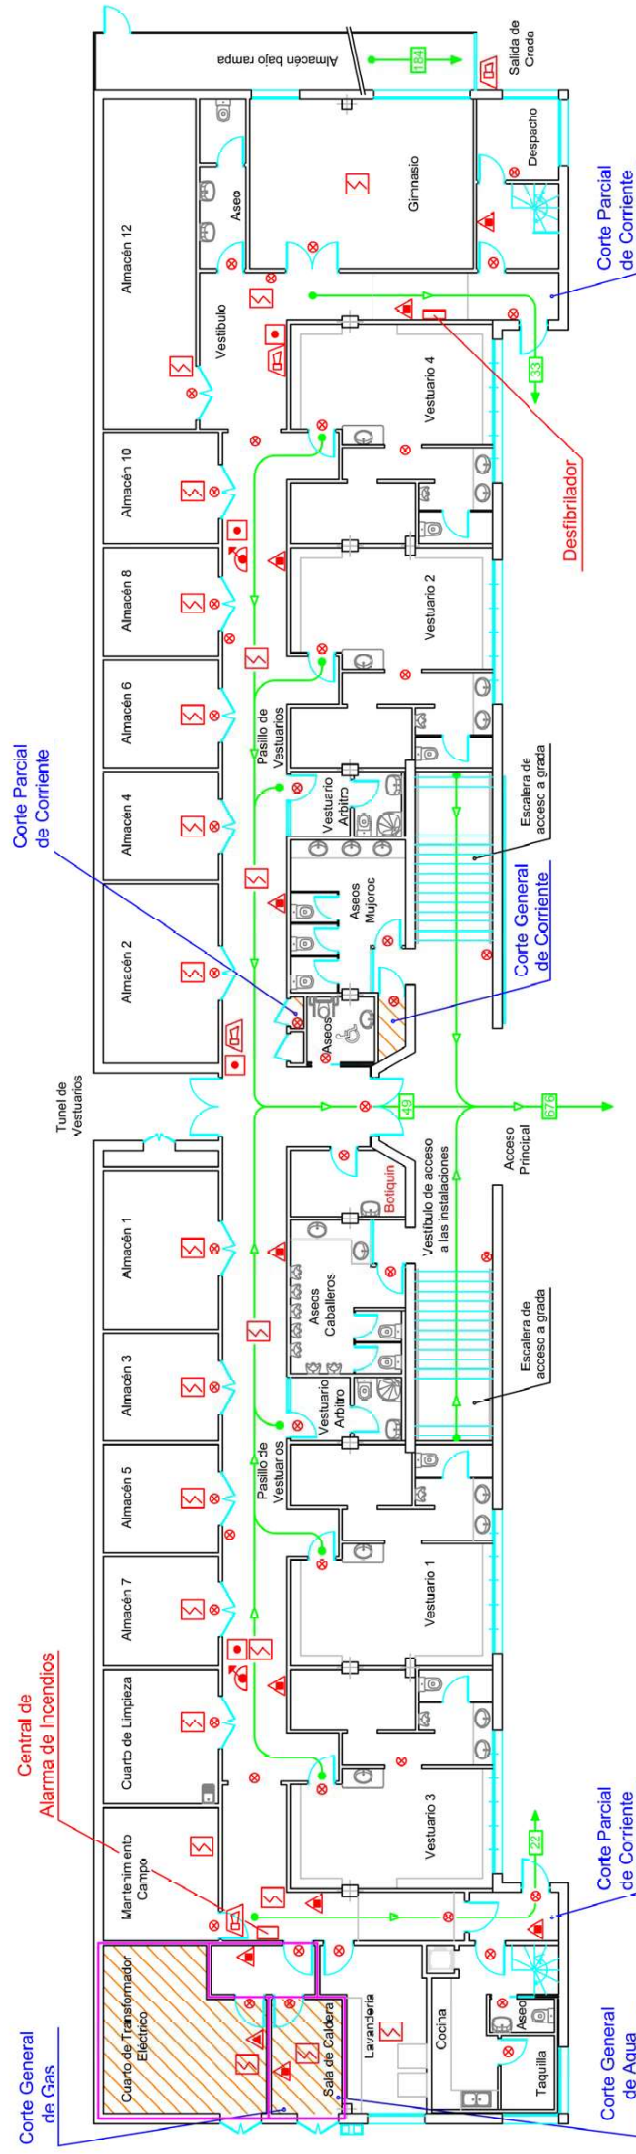 Almacén bajo rampa
184
Salida de
Grada
Almacén 12
Aseo
Gimnasio
Despacho
Vestíbulo
Corte Parcial
de Corriente
33
Vestuario 4
Desfibrilador
Almacén 10
Almacén 8
Vestuario 2
Almacén 6
Pasillo de
Vestuarios
Corte Parcial
de Corriente
Almacén 4
Vestuario
Arbitro
Escalera de
acceso a grada
Almacén 2
Aseos
Mujeres
Corte General
de Corriente
Aseos
Tunel de
Vestuarios
49
676
Acceso
Principal
Botiquin
Vestíbulo de acceso
a las instalaciones
Almacén 1
Aseos
Caballeros
Escalera de
acceso a grada
Almacén 3
Vestuario
Arbitro
Pasillo de
Vestuarios
Almacén 5
Vestuario 1
Almacén 7
Central de
Alarma de Incendios
Cuarto de Limpieza
Vestuario 3
Mantenimiento
Campo
22
Corte Parcial
de Corriente
Cuarto de Transformador
Eléctrico
Sala de Caldera
Lavandería
Cocina
Aseo
Taquilla
Corte General
de Gas
Corte General
de Agua